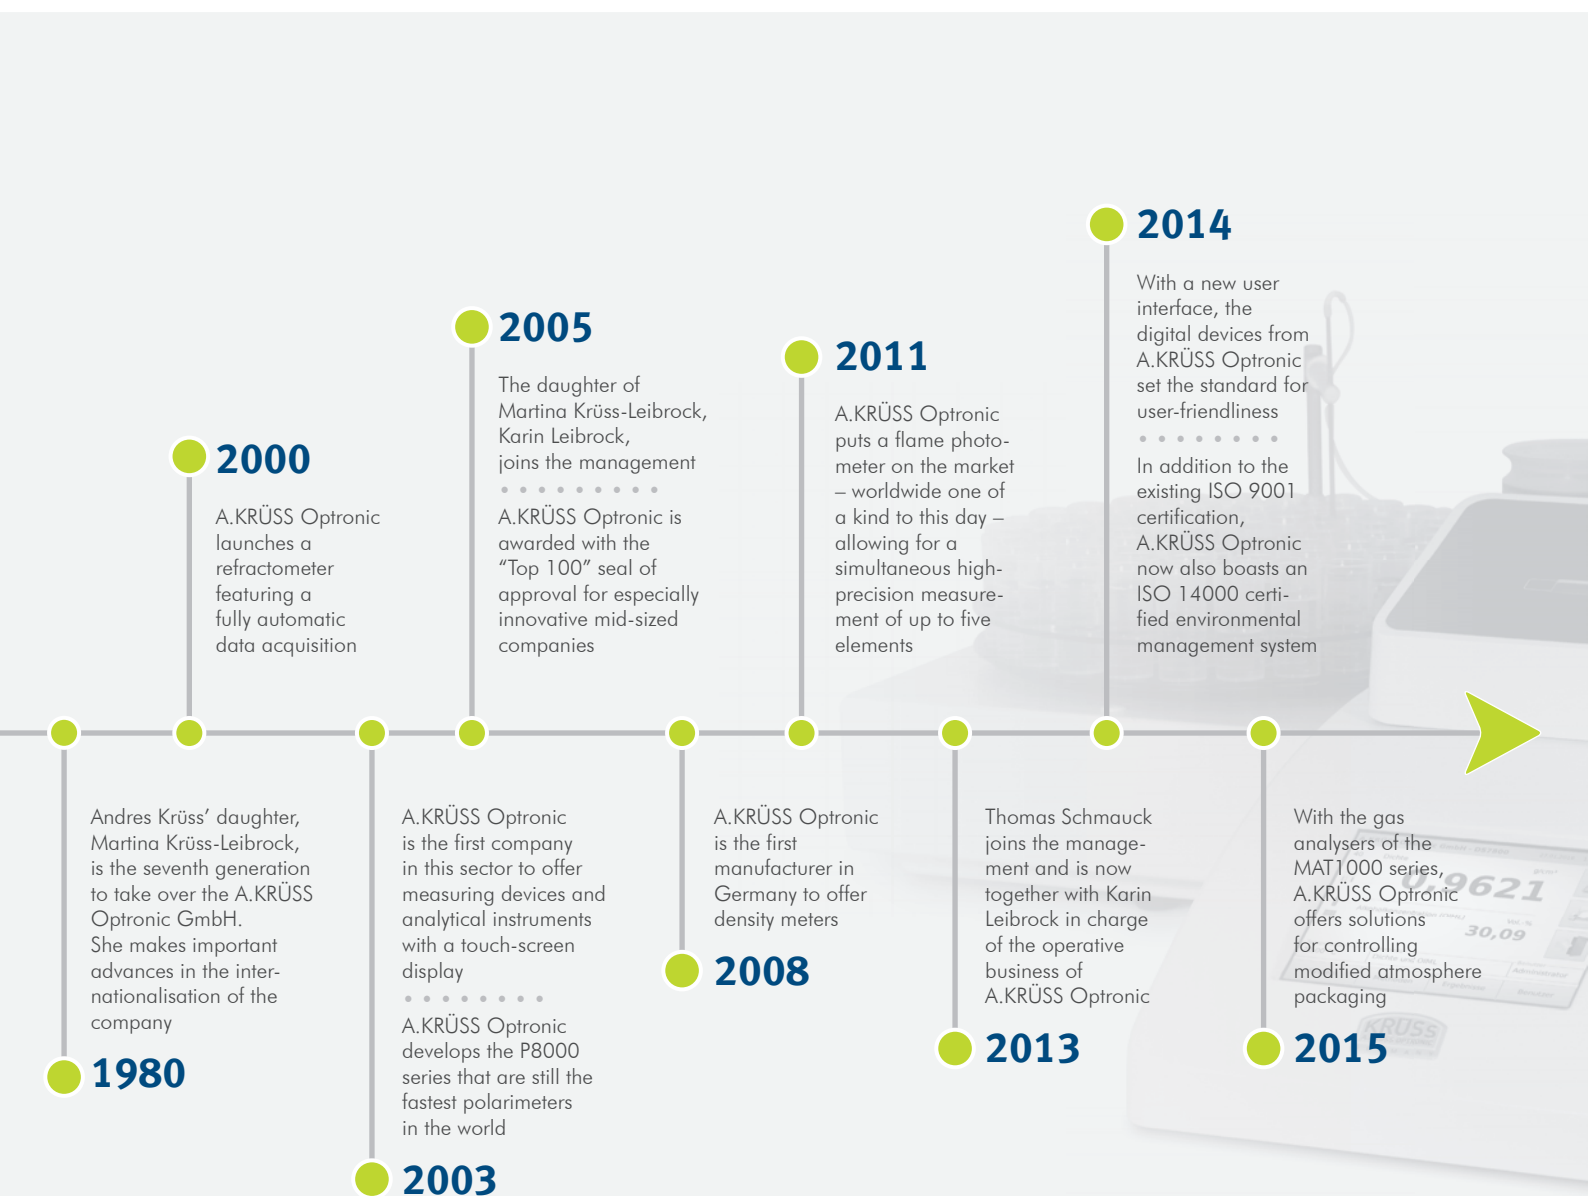 2014
With a new user
interface, the
digital devices from
A.KRÜSS Optronic
set the standard for
user-friendliness
In addition to the
existing ISO 9001
certification,
A.KRÜSS Optronic
now also boasts an
ISO 14000 certi-
fied environmental
management system
2005
The daughter of
Martina Krüss-Leibrock,
Karin Leibrock,
joins the management
A.KRÜSS Optronic is
awarded with the
“Top 100” seal of
approval for especially
innovative mid-sized
companies
2011
A.KRÜSS Optronic
puts a flame photo-
meter on the market
– worldwide one of
a kind to this day –
allowing for a
simultaneous high-
precision measure-
ment of up to five
elements
2000
A.KRÜSS Optronic
launches a
refractometer
featuring a
fully automatic
data acquisition
Andres Krüss’ daughter,
Martina Krüss-Leibrock,
is the seventh generation
to take over the A.KRÜSS
Optronic GmbH.
She makes important
advances in the inter-
nationalisation of the
company
1980
A.KRÜSS Optronic
is the first company
in this sector to offer
measuring devices and
analytical instruments
with a touch-screen
display
A.KRÜSS Optronic
develops the P8000
series that are still the
fastest polarimeters
in the world
2003
A.KRÜSS Optronic
is the first
manufacturer in
Germany to offer
density meters
2008
Thomas Schmauck
joins the manage-
ment and is now
together with Karin
Leibrock in charge
of the operative
business of
A.KRÜSS Optronic
2013
With the gas
analysers of the
MAT1000 series,
A.KRÜSS Optronic
offers solutions
for controlling
modified atmosphere
packaging
2015
0,9621
30,09
KRÜSS